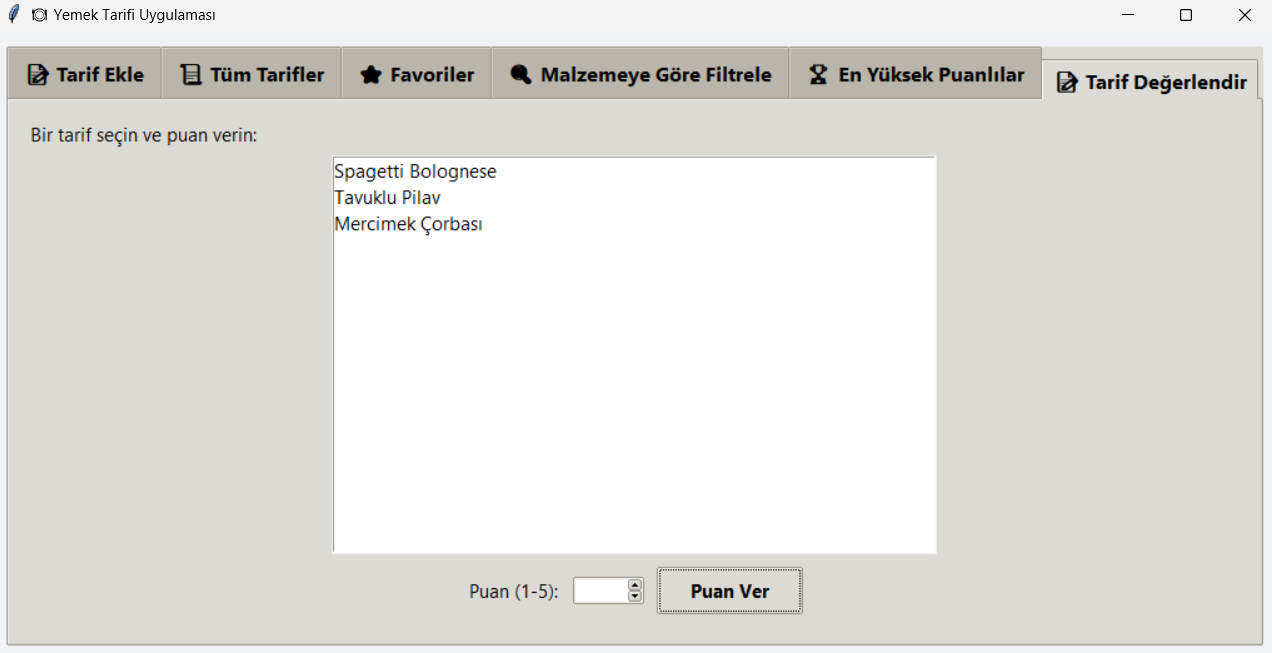 Yemek Tarifi Uygulaması
Tarif Ekle
Tüm Tarifler
Favoriler
Malzemeye Göre Filtrele
En Yüksek Puanlılar
Tarif Değerlendir
Bir tarif seçin ve puan verin:
Spagetti Bolognese
Tavuklu Pilav
Mercimek Çorbası
Puan (1-5):
Puan Ver